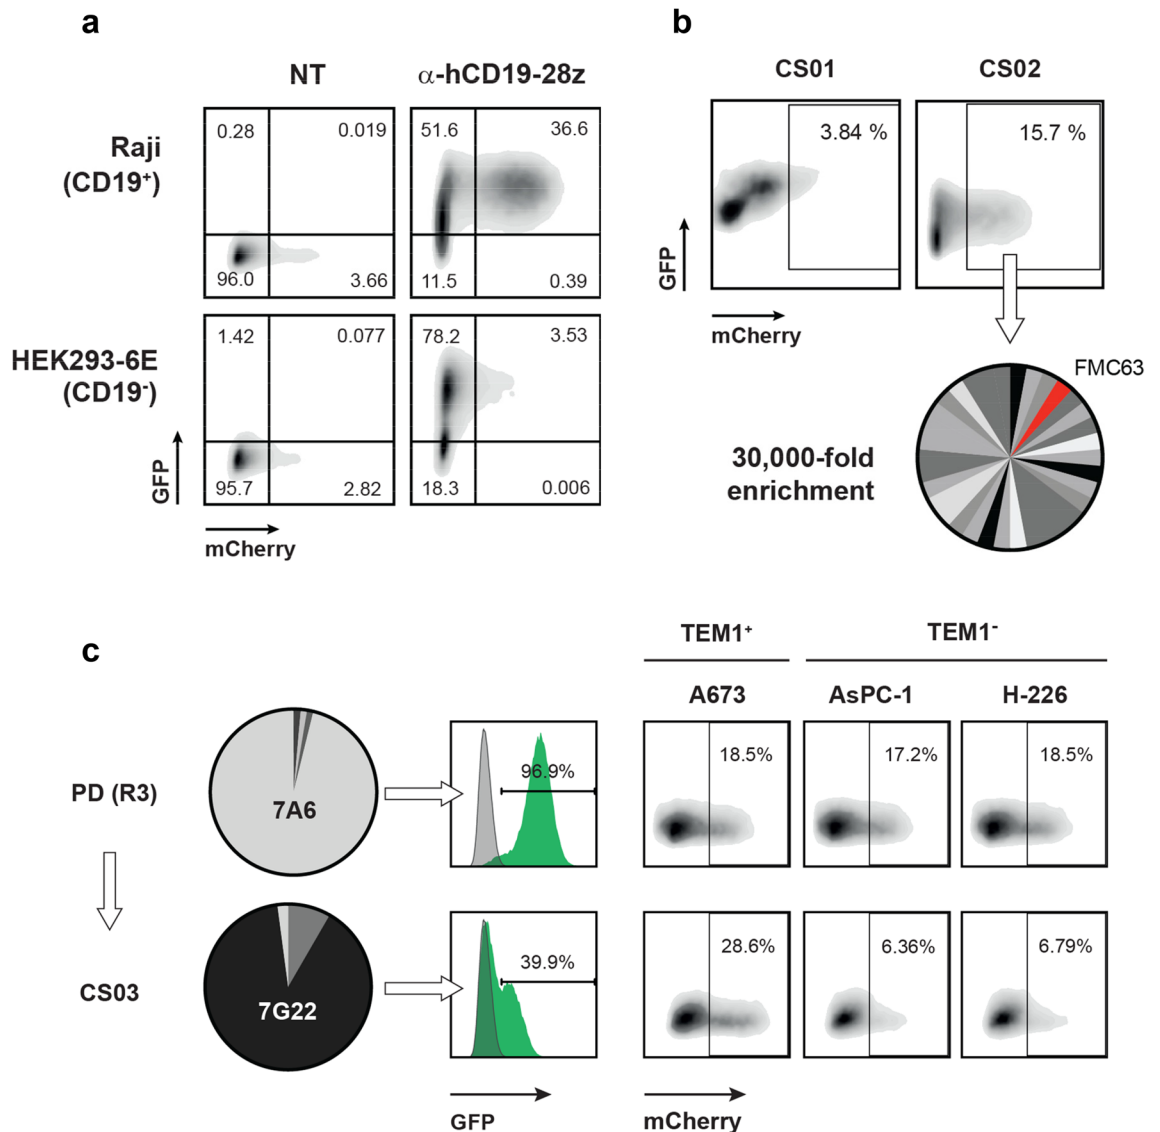 a
NT
α-hCD19-28z
Raji
(CD19+)
0.28
0.019
96.0
3.66
51.6
36.6
11.5
0.39
HEK293-6E
(CD19-)
1.42
0.077
95.7
2.82
78.2
3.53
18.3
0.006
GFP
mCherry
b
CS01
CS02
3.84 %
15.7 %
GFP
mCherry
FMC63
30,000-fold
enrichment
c
TEM1+
TEM1-
A673
AsPC-1
H-226
PD (R3)
7A6
96.9%
18.5%
17.2%
18.5%
CS03
7G22
39.9%
28.6%
6.36%
6.79%
GFP
mCherry